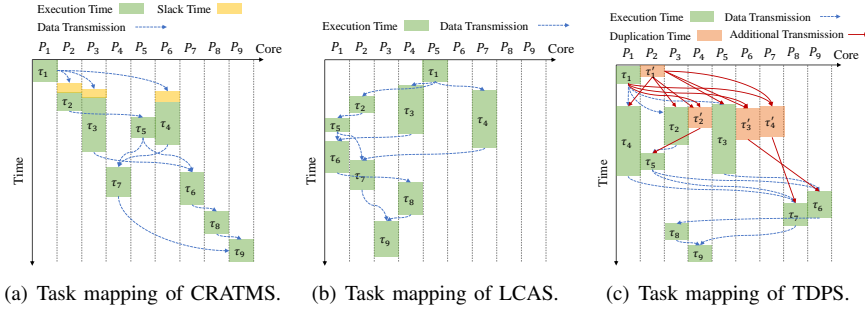 Execution Time
Slack Time
Data Transmission
P₁ P₂ P₃ P₄ P₅ P₆ P₇ P₈ P₉ Core
τ₁
τ₂
τ₃
τ₅
τ₄
τ₇
τ₆
τ₈
τ₉
Time
(a) Task mapping of CRATMS.
Execution Time
Data Transmission
P₁ P₂ P₃ P₄ P₅ P₆ P₇ P₈ P₉ Core
τ₁
τ₂
τ₃
τ₄
τ₅
τ₆
τ₇
τ₈
τ₉
Time
(b) Task mapping of LCAS.
Execution Time
Data Transmission
Duplication Time
Additional Transmission
P₁ P₂ P₃ P₄ P₅ P₆ P₇ P₉ Core
τ₁ τ₁′
τ₄
τ₂ τ₂′
τ₃′ τ₄′
τ₅
τ₃
τ₆
τ₇
τ₈
τ₉
Time
(c) Task mapping of TDPS.